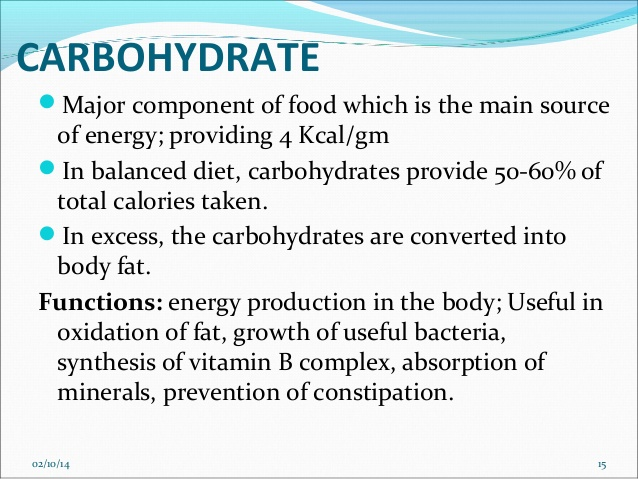 CARBOHYDRATE
Major component of food which is the main source
of energy; providing 4 Kcal/gm
In balanced diet, carbohydrates provide 50-60% of
total calories taken.
In excess, the carbohydrates are converted into
body fat.
Functions: energy production in the body; Useful in
oxidation of fat, growth of useful bacteria,
synthesis of vitamin B complex, absorption of
minerals, prevention of constipation.
02/10/14 15